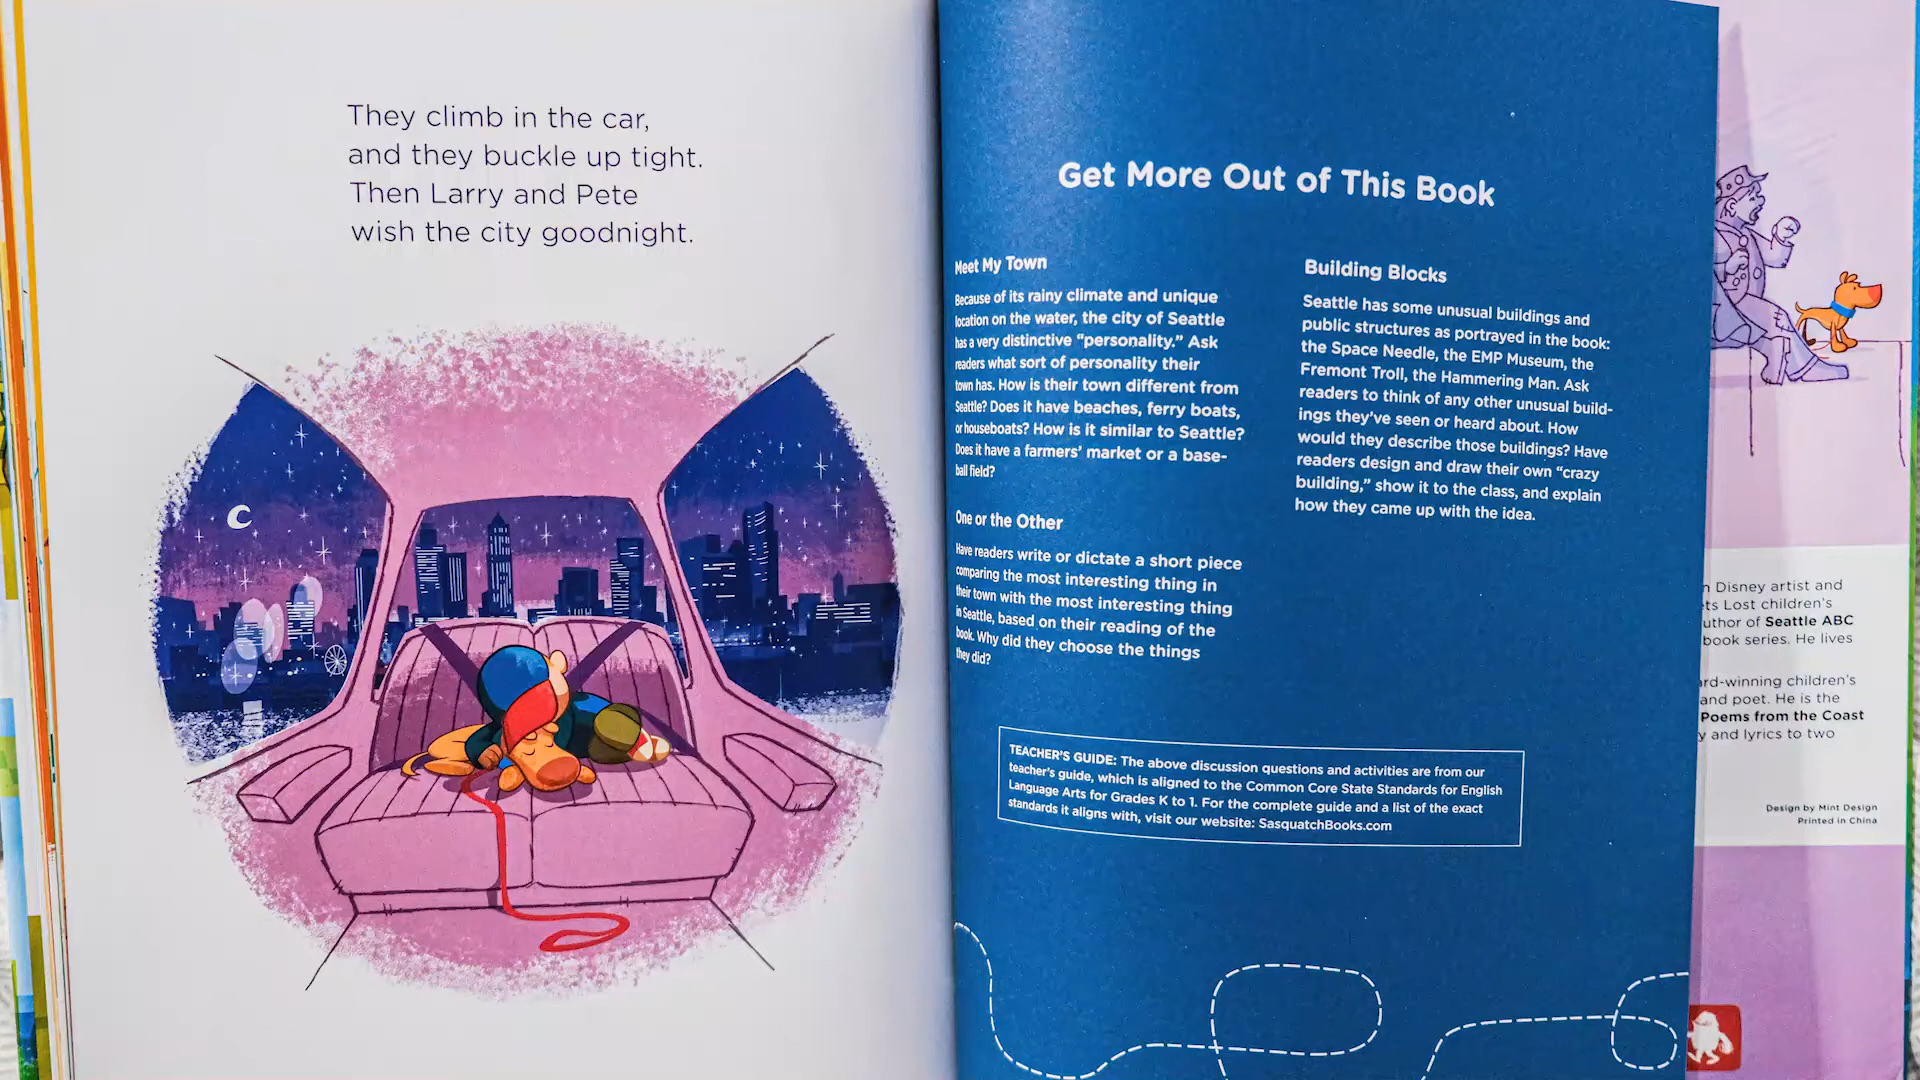 They climb in the car,
and they buckle up tight.
Then Larry and Pete
wish the city goodnight.
Get More Out of This Book
Meet My Town
Because of its rainy climate and unique
location on the water, the city of Seattle
has a very distinctive “personality.” Ask
readers what sort of personality their
town has. How is their town different from
Seattle? Does it have beaches, ferry boats,
or houseboats? How is it similar to Seattle?
Does it have a farmers’ market or a base-
ball field?
One or the Other
Have readers write or dictate a short piece
comparing the most interesting thing in
their town with the most interesting thing
in Seattle, based on their reading of the
book. Why did they choose the things
they did?
Building Blocks
Seattle has some unusual buildings and
public structures as portrayed in the book:
the Space Needle, the EMP Museum, the
Fremont Troll, the Hammering Man. Ask
readers to think of any other unusual build-
ings they’ve seen or heard about. How
would they describe those buildings? Have
readers design and draw their own “crazy
building,” show it to the class, and explain
how they came up with the idea.
TEACHER’S GUIDE: The above discussion questions and activities are from our
teacher’s guide, which is aligned to the Common Core State Standards for English
Language Arts for Grades K to 1. For the complete guide and a list of the exact
standards it aligns with, visit our website: SasquatchBooks.com
Disney artist and
Lost children’s
of Seattle ABC
book series. He lives
children’s
and poet. He is the
Poems from the Coast
and lyrics to two
Design by Mint Design
Printed in China